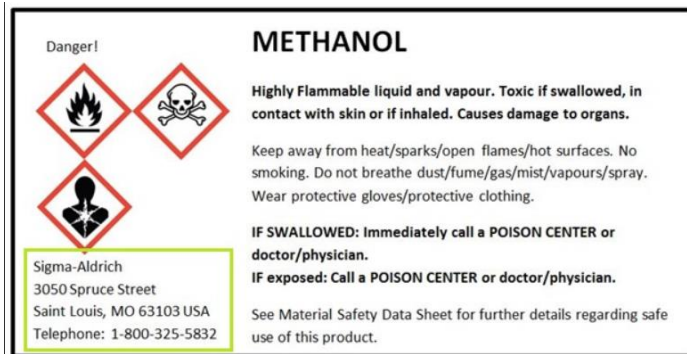 Danger!
METHANOL
Highly Flammable liquid and vapour. Toxic if swallowed, in
contact with skin or if inhaled. Causes damage to organs.
Keep away from heat/sparks/open flames/hot surfaces. No
smoking. Do not breathe dust/fume/gas/mist/vapours/spray.
Wear protective gloves/protective clothing.
IF SWALLOWED: Immediately call a POISON CENTER or
doctor/physician.
IF exposed: Call a POISON CENTER or doctor/physician.
See Material Safety Data Sheet for further details regarding safe
use of this product.
Sigma-Aldrich
3050 Spruce Street
Saint Louis, MO 63103 USA
Telephone: 1-800-325-5832